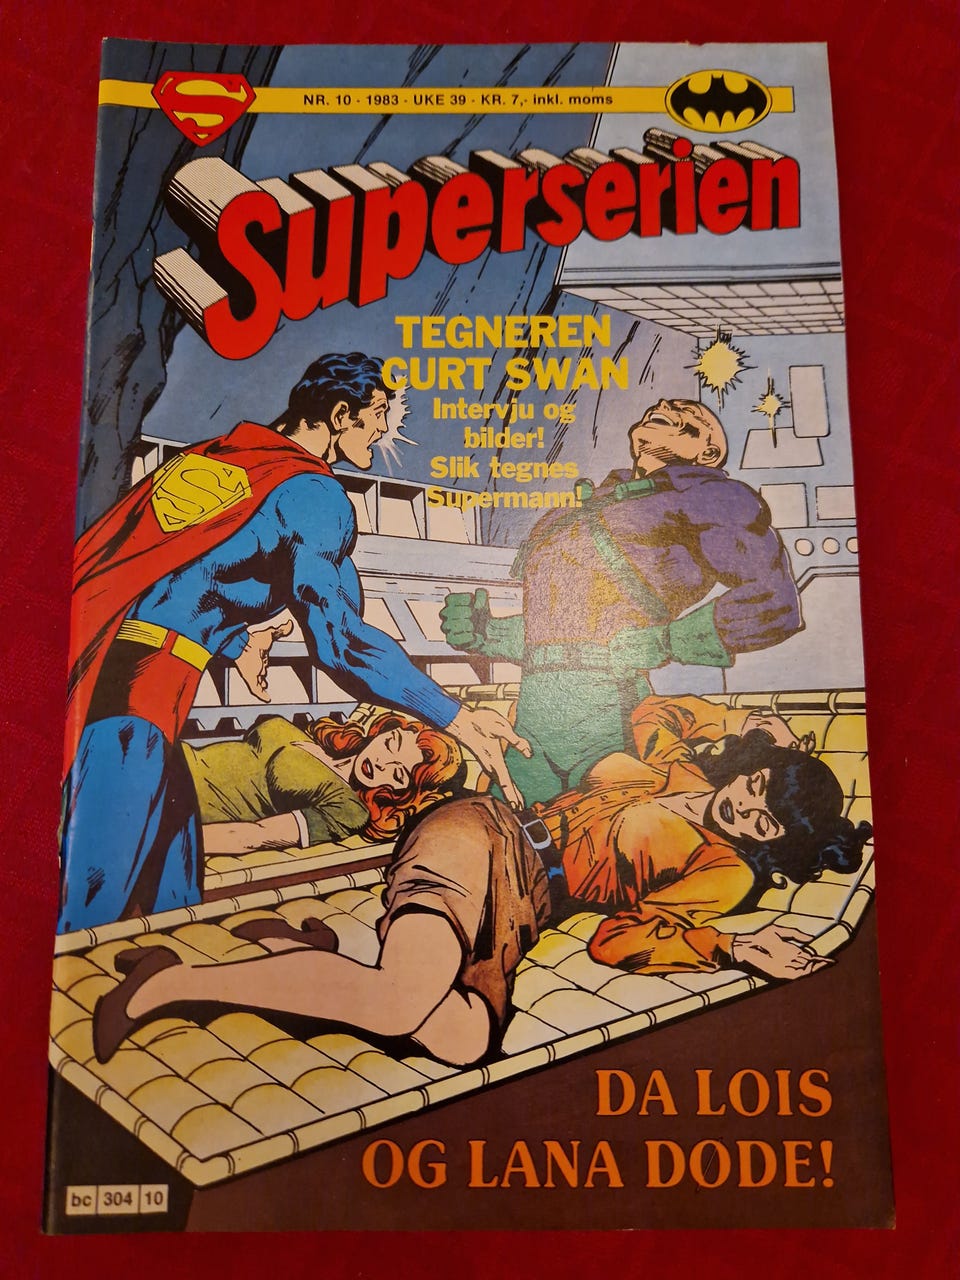 NR. 10 - 1983 - UKE 39 - KR. 7,- inkl. moms
Superserien
TEGNEREN
CURT SWAN
Intervju og
bilder!
Slik tegnes
Supermann!
DA LOIS
OG LANA DØDE!
bc 304 10